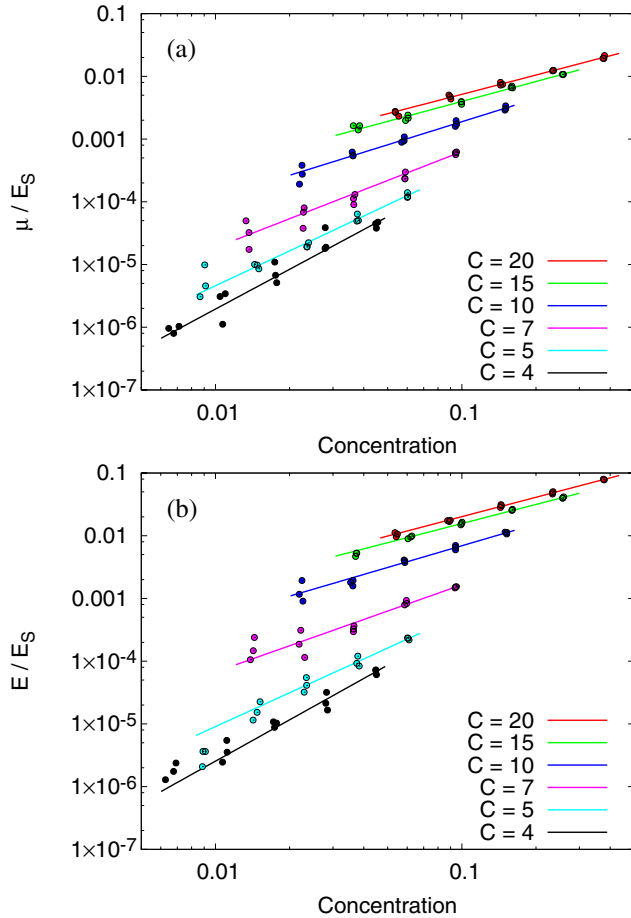 (a)
0.1
0.01
0.001
1×10-4
1×10-5
1×10-6
1×10-7
μ / ES
C = 20
C = 15
C = 10
C = 7
C = 5
C = 4
0.01 0.1
Concentration
(b)
0.1
0.01
0.001
1×10-4
1×10-5
1×10-6
1×10-7
E / ES
C = 20
C = 15
C = 10
C = 7
C = 5
C = 4
0.01 0.1
Concentration